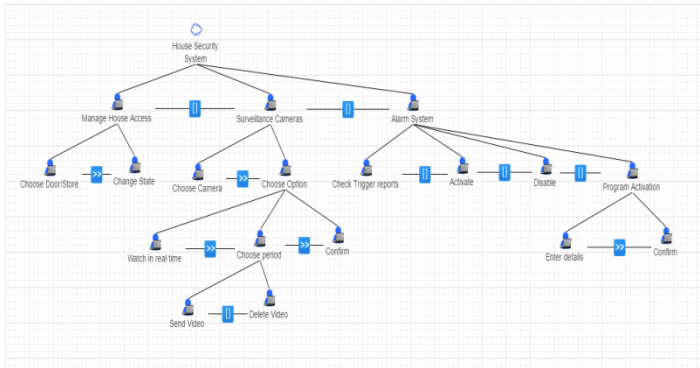 House Security
System
Manage House Access
[]
Surveillance Cameras
[]
Alarm System
Choose Door/Store
>>
Change State
Choose Camera
>>
Choose Option
Check Trigger reports
[]
Activate
[]
Disable
[]
Program Activation
Watch in real time
>>
Choose period
>>
Confirm
Enter details
>>
Confirm
Send Video
[]
Delete Video